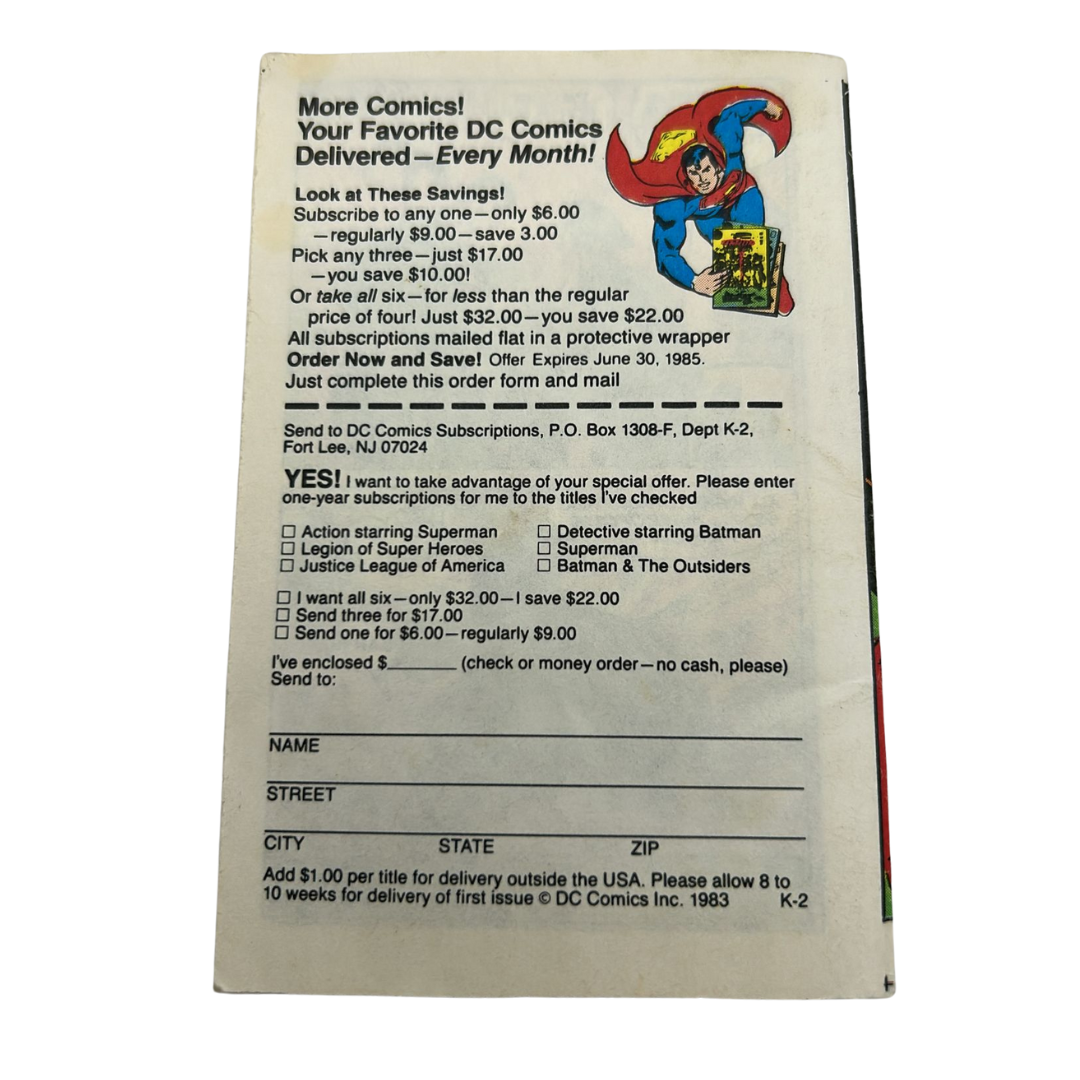 More Comics!
Your Favorite DC Comics
Delivered—Every Month!
Look at These Savings!
Subscribe to any one—only $6.00
—regularly $9.00—save 3.00
Pick any three—just $17.00
—you save $10.00!
Or take all six—for less than the regular
price of four! Just $32.00—you save $22.00
All subscriptions mailed flat in a protective wrapper
Order Now and Save! Offer Expires June 30, 1985.
Just complete this order form and mail
Send to DC Comics Subscriptions, P.O. Box 1308-F, Dept K-2,
Fort Lee, NJ 07024
YES! I want to take advantage of your special offer. Please enter
one-year subscriptions for me to the titles I've checked
☐ Action starring Superman ☐ Detective starring Batman
☐ Legion of Super Heroes ☐ Superman
☐ Justice League of America ☐ Batman & The Outsiders
☐ I want all six—only $32.00—I save $22.00
☐ Send three for $17.00
☐ Send one for $6.00—regularly $9.00
I've enclosed $_______ (check or money order—no cash, please)
Send to:
NAME
STREET
CITY STATE ZIP
Add $1.00 per title for delivery outside the USA. Please allow 8 to
10 weeks for delivery of first issue © DC Comics Inc. 1983 K-2